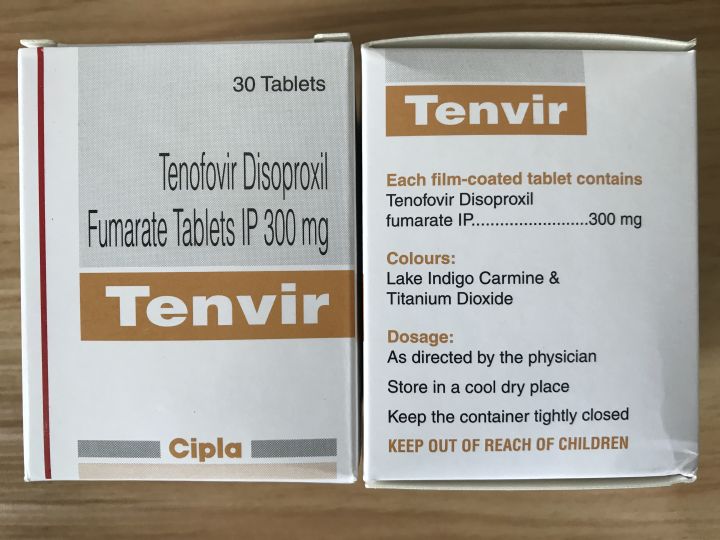 30 Tablets
Tenofovir Disoproxil
Fumarate Tablets IP 300 mg
Tenvir
Cipla
Tenvir
Each film-coated tablet contains
Tenofovir Disoproxil
fumarate IP........................300 mg
Colours:
Lake Indigo Carmine &
Titanium Dioxide
Dosage:
As directed by the physician
Store in a cool dry place
Keep the container tightly closed
KEEP OUT OF REACH OF CHILDREN